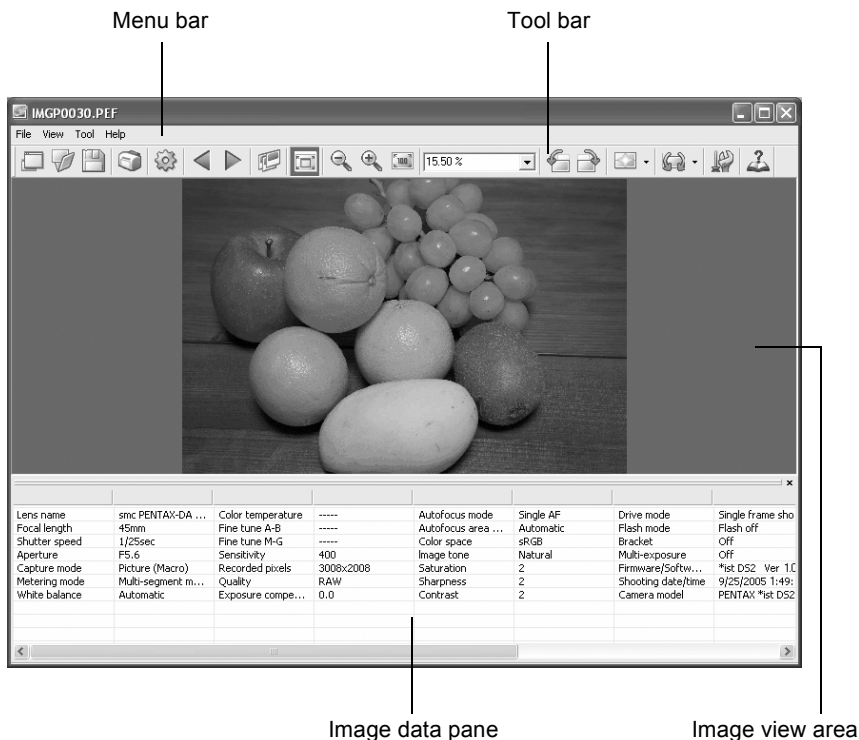 Menu bar
Tool bar
IMGP0030.PEF
File View Tool Help
100
15.50 %
Lens name smc PENTAX-DA ... Color temperature ----- Autofocus mode Single AF Drive mode Single frame sho
Focal length 45mm Fine tune A-B ----- Autofocus area ... Automatic Flash mode Flash off
Shutter speed 1/25sec Fine tune M-G ----- Color space sRGB Bracket Off
Aperture F5.6 Sensitivity 400 Image tone Natural Multi-exposure Off
Capture mode Picture (Macro) Recorded pixels 3008x2008 Saturation 2 Firmware/Softw... *ist DS2 Ver 1.0
Metering mode Multi-segment m... Quality RAW Sharpness 2 Shooting date/time 9/25/2005 1:49:
White balance Automatic Exposure compe... 0.0 Contrast 2 Camera model PENTAX *ist DS2
Image data pane
Image view area